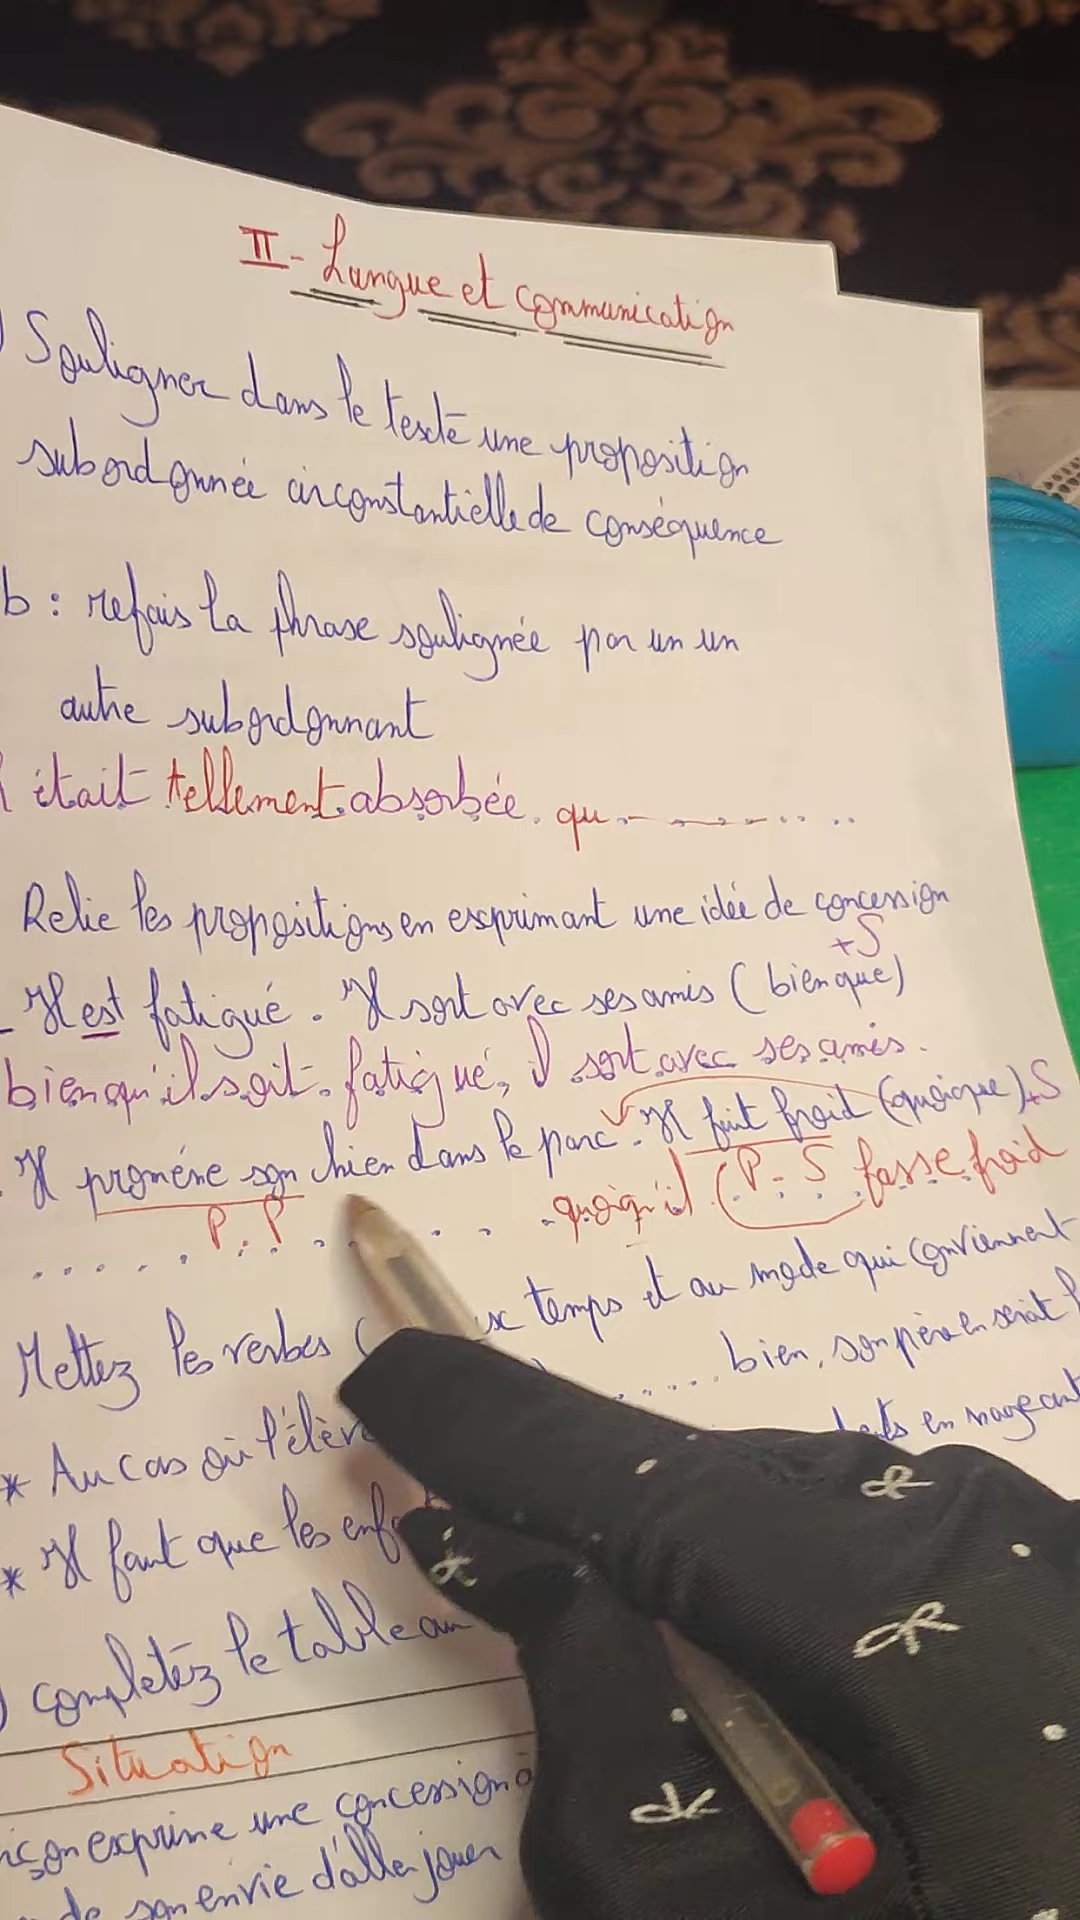 II - Langue et communication
) Souligner dans le texte une proposition
subordonnée circonstantielle de conséquence
b : refais la phrase soulignée par un un
autre subordonnant
était tellement absorbée. qu.........
Relie les propositions en exprimant une idée de concession
+S
- Il est fatigué. Il sort avec ses amis (bien que)
bien qu'il soit fatigué, il sort avec ses amis.
. Il promène son chien dans le parc. Il fait froid (quoique)+S
P.P .......... quoiqu'il (P-S fasse froid
Mettez les verbes ( temps et au mode qui conviennent
* Au cas où l'élève ..... bien, son père en serait
* Il faut que les enf en nageant
) complétez le tableau
Situation
exprime une concession
de son envie d'aller jouer